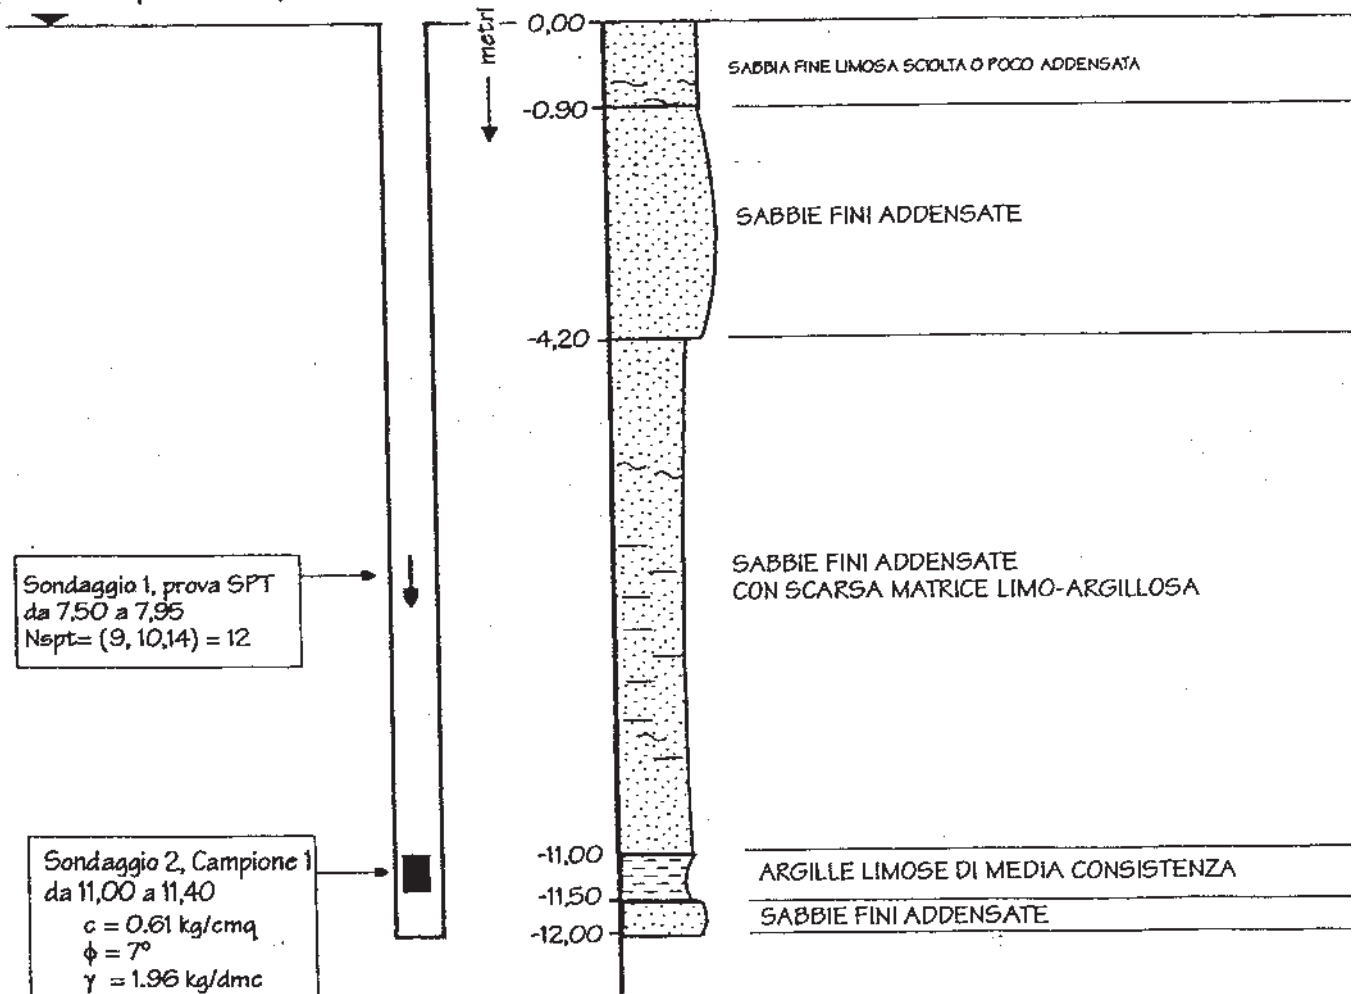 metri
0,00
SABBIA FINE LIMOSA SCIOLTA O POCO ADDENSATA
-0.90
SABBIE FINI ADDENSATE
-4,20
Sondaggio 1, prova SPT
da 7,50 a 7,95
Nspt= (9, 10,14) = 12
SABBIE FINI ADDENSATE
CON SCARSA MATRICE LIMO-ARGILLOSA
Sondaggio 2, Campione 1
da 11,00 a 11,40
c = 0.61 kg/cmq
ϕ = 7°
γ = 1.96 kg/dmc
-11,00
ARGILLE LIMOSE DI MEDIA CONSISTENZA
-11,50
SABBIE FINI ADDENSATE
-12,00